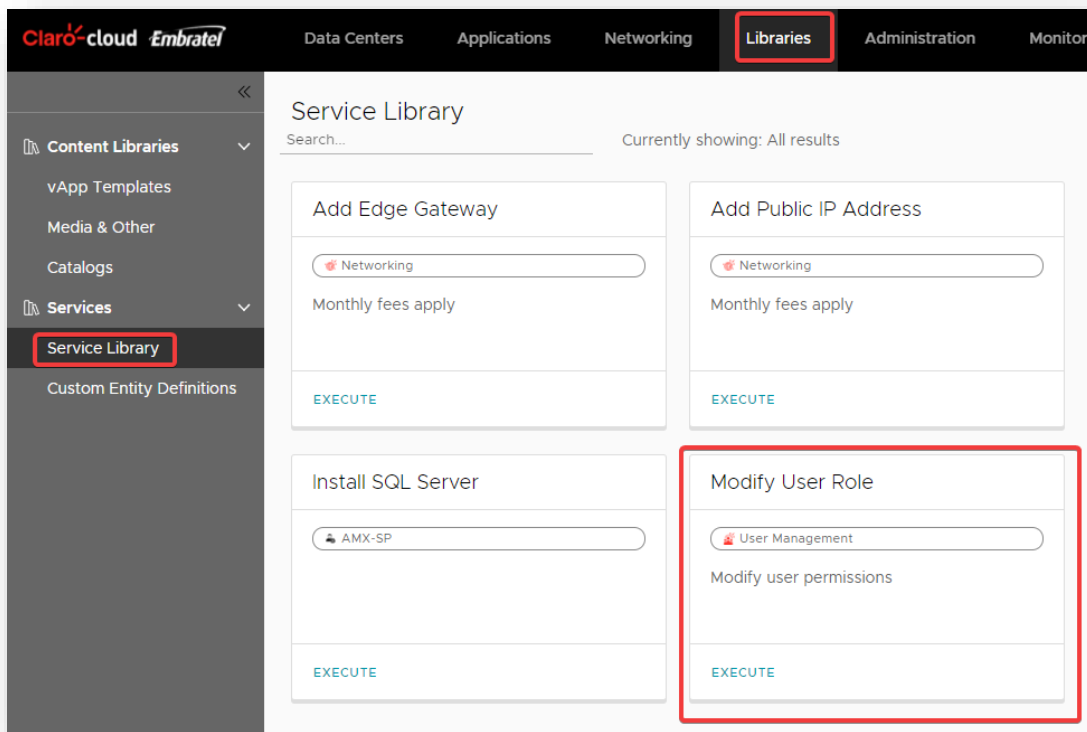 Claro-cloud Embratel Data Centers Applications Networking Libraries Administration Monitor
Content Libraries
vApp Templates
Media & Other
Catalogs
Services
Service Library
Custom Entity Definitions
Service Library
Search... Currently showing: All results
Add Edge Gateway
Networking
Monthly fees apply
EXECUTE
Add Public IP Address
Networking
Monthly fees apply
EXECUTE
Install SQL Server
AMX-SP
EXECUTE
Modify User Role
User Management
Modify user permissions
EXECUTE